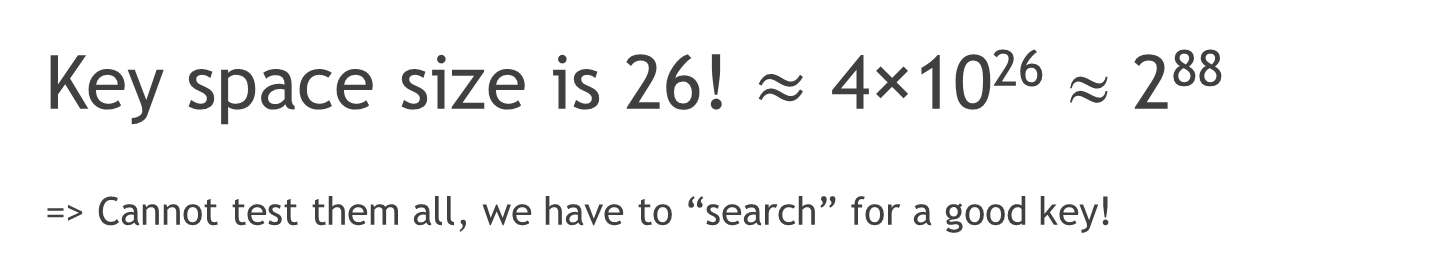 Key space size is 26! ≈ 4×10²⁶ ≈ 2⁸⁸
=> Cannot test them all, we have to “search” for a good key!